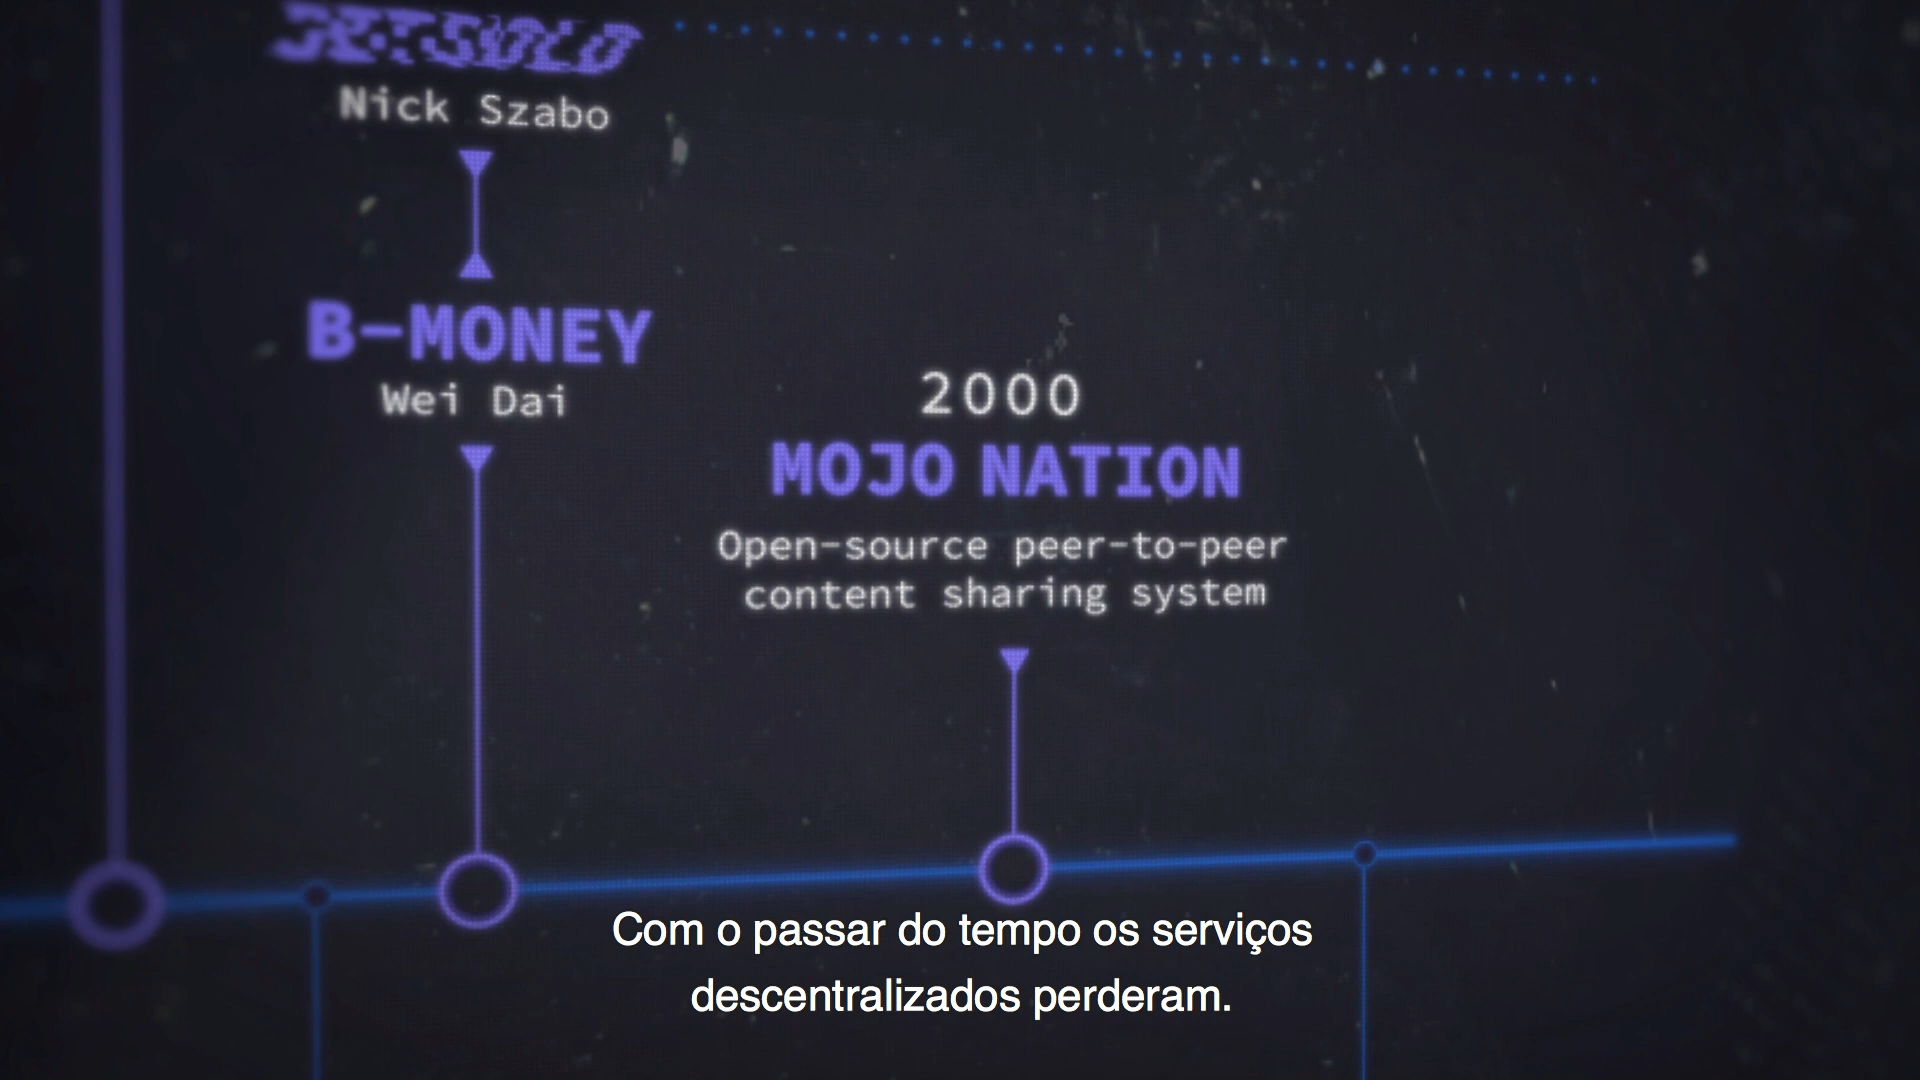 Nick Szabo
B-MONEY
Wei Dai
2000
MOJO NATION
Open-source peer-to-peer
content sharing system
Com o passar do tempo os serviços
descentralizados perderam.